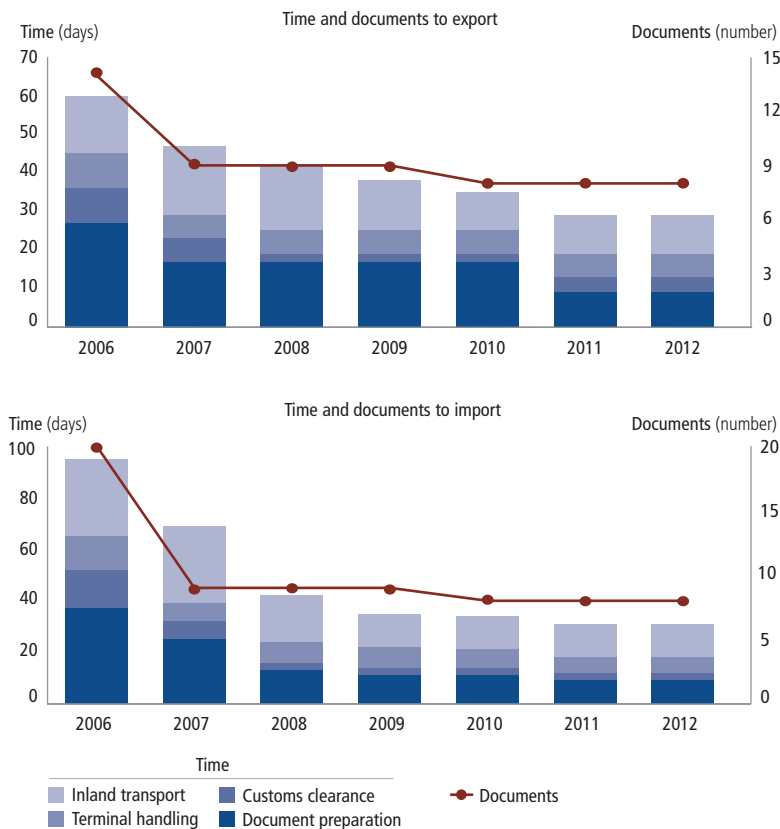 Time and documents to export
Time (days)
Documents (number)
70
60
50
40
30
20
10
0
15
12
9
6
3
0
2006 2007 2008 2009 2010 2011 2012
Time and documents to import
Time (days)
Documents (number)
100
80
60
40
20
0
20
15
10
5
0
2006 2007 2008 2009 2010 2011 2012
Time
Inland transport
Customs clearance
Documents
Terminal handling
Document preparation